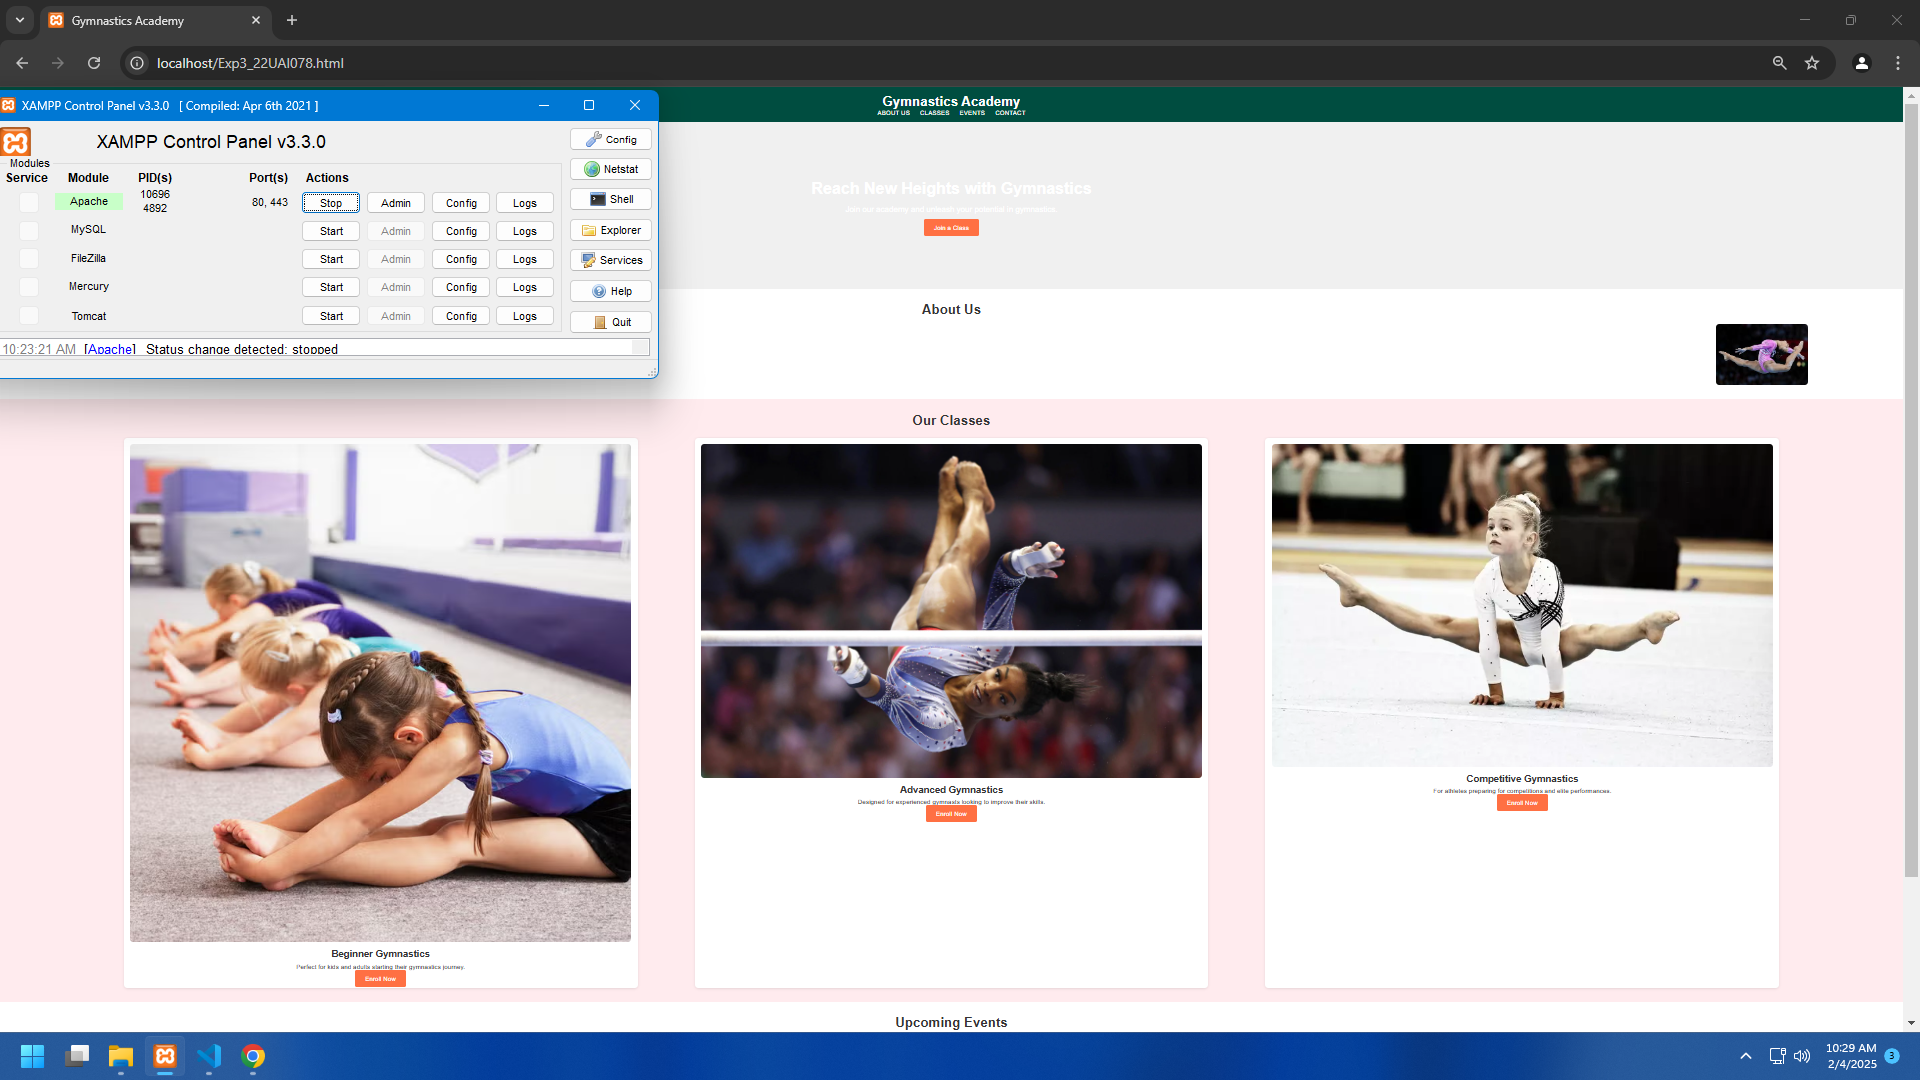 Gymnastics Academy
localhost/Exp3_22UAI078.html
XAMPP Control Panel v3.3.0 [ Compiled: Apr 6th 2021 ]
XAMPP Control Panel v3.3.0
Config
Modules
Service Module PID(s) Port(s) Actions
Netstat
Apache 10696 4892 80, 443 Stop Admin Config Logs
Shell
MySQL Start Admin Config Logs
Explorer
FileZilla Start Admin Config Logs
Services
Mercury Start Admin Config Logs
Help
Tomcat Start Admin Config Logs
Quit
10:23:21 AM [Apache] Status change detected: stopped
Gymnastics Academy
ABOUT US CLASSES EVENTS CONTACT
Reach New Heights with Gymnastics
Join our academy and unleash your potential in gymnastics.
Join a Class
About Us
Our Classes
Beginner Gymnastics
Perfect for kids and adults starting their gymnastics journey.
Enroll Now
Advanced Gymnastics
Designed for experienced gymnasts looking to improve their skills.
Enroll Now
Competitive Gymnastics
For athletes preparing for competitions and elite performances.
Enroll Now
Upcoming Events
10:29 AM
2/4/2025
3